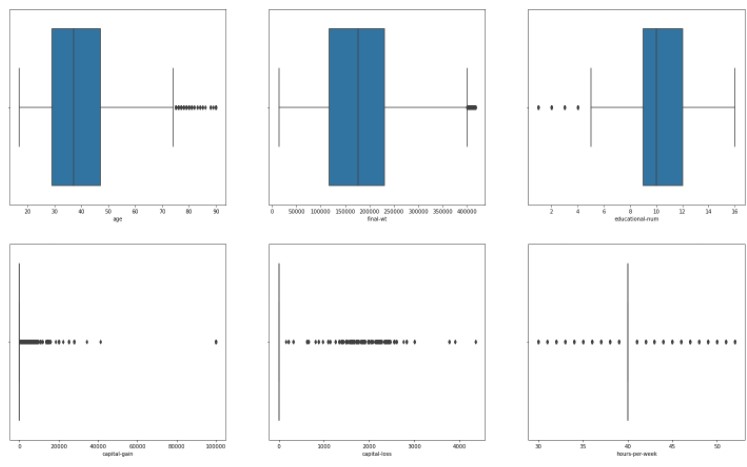 20 30 40 50 60 70 80 90
age
0 50000 100000 150000 200000 250000 300000 350000 400000
final-wt
2 4 6 8 10 12 14 16
educational-num
0 20000 40000 60000 80000 100000
capital-gain
0 1000 2000 3000 4000
capital-loss
30 35 40 45 50
hours-per-week